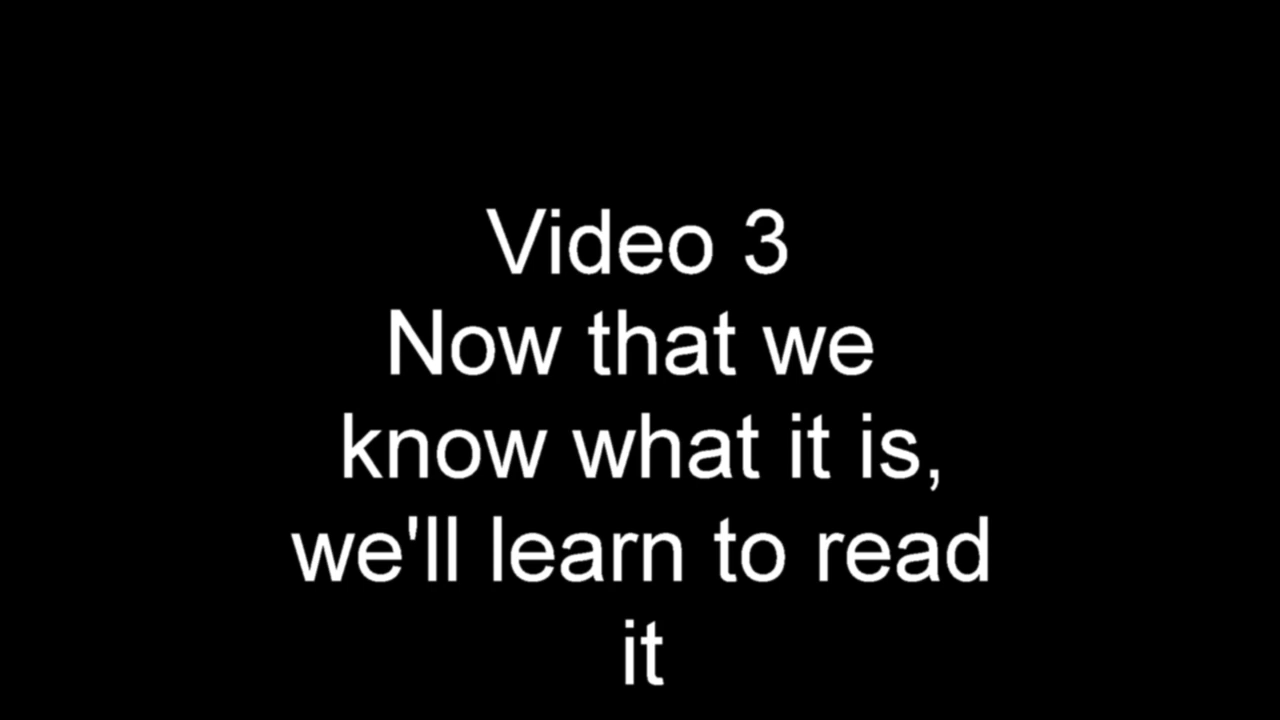 Video 3
Now that we
know what it is,
we'll learn to read
it